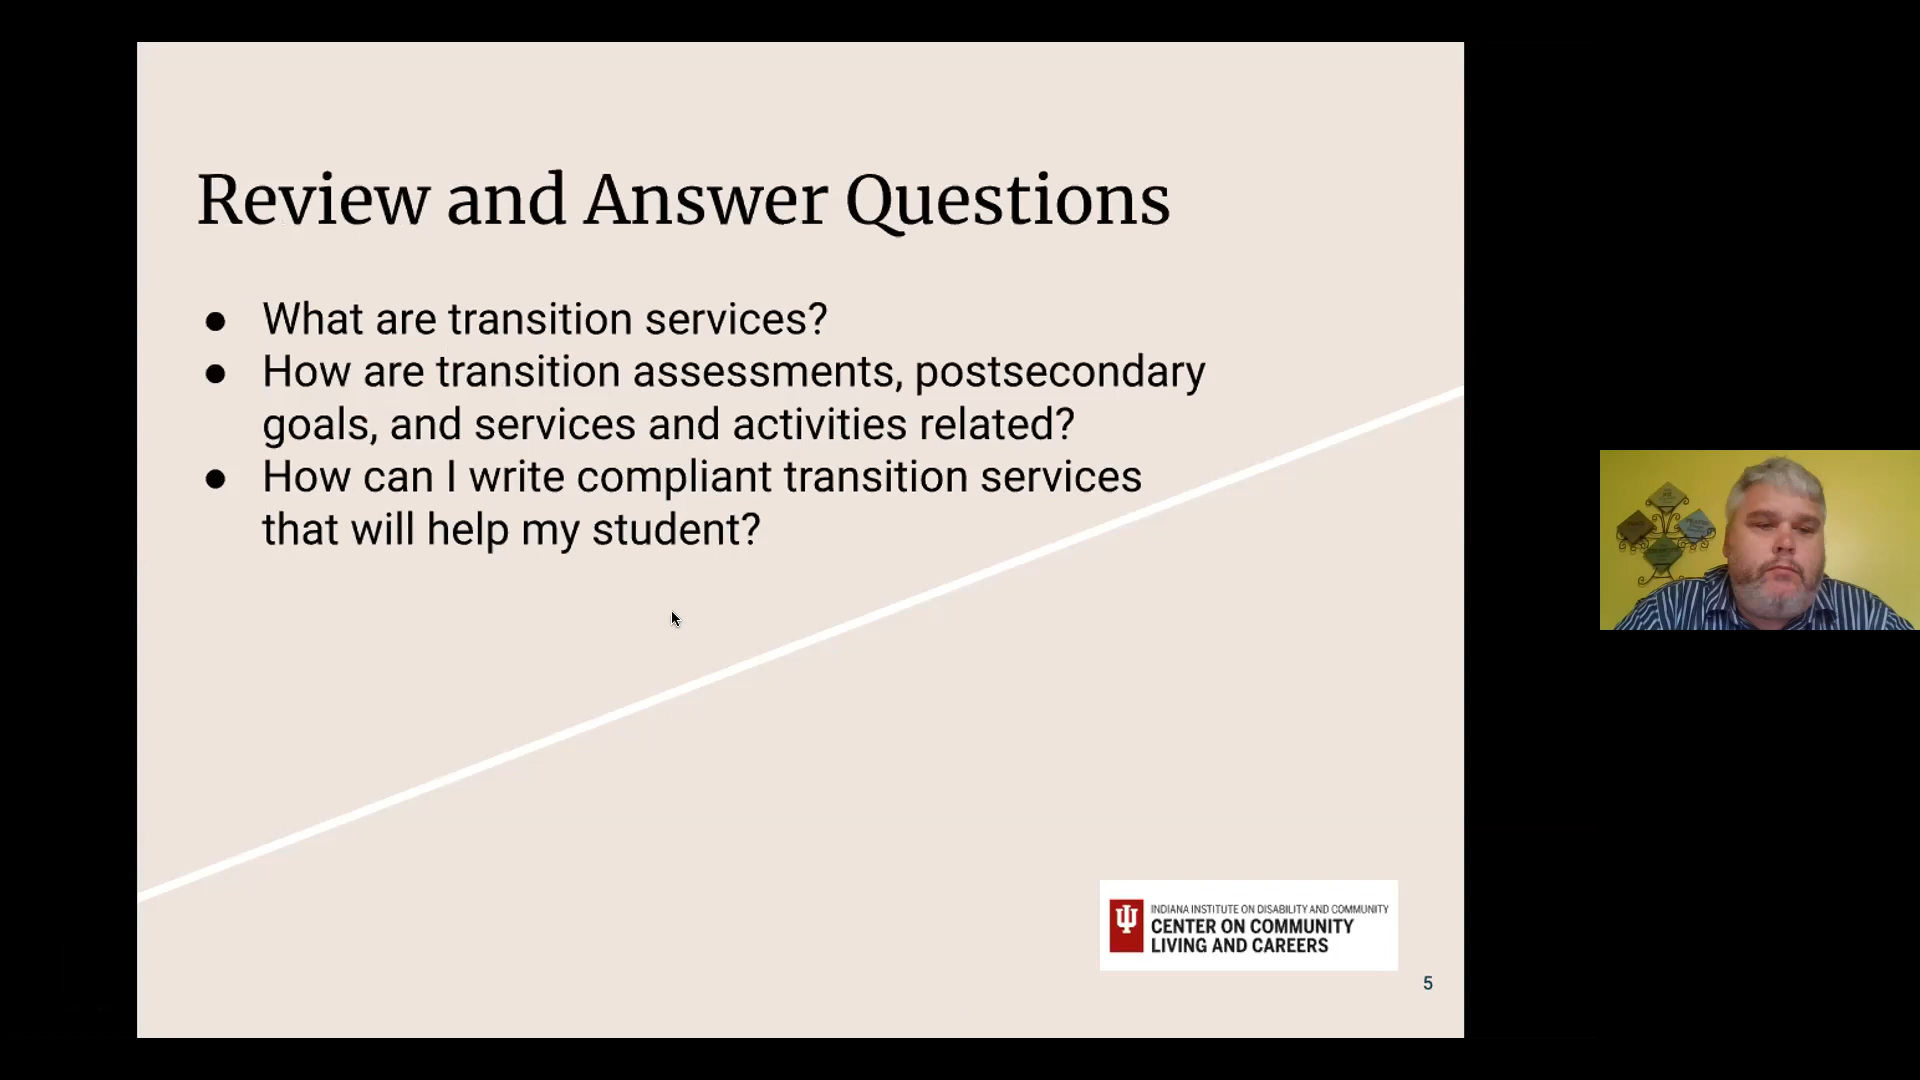 Review and Answer Questions
● What are transition services?
● How are transition assessments, postsecondary
goals, and services and activities related?
● How can I write compliant transition services
that will help my student?
INDIANA INSTITUTE ON DISABILITY AND COMMUNITY
CENTER ON COMMUNITY
LIVING AND CAREERS
5